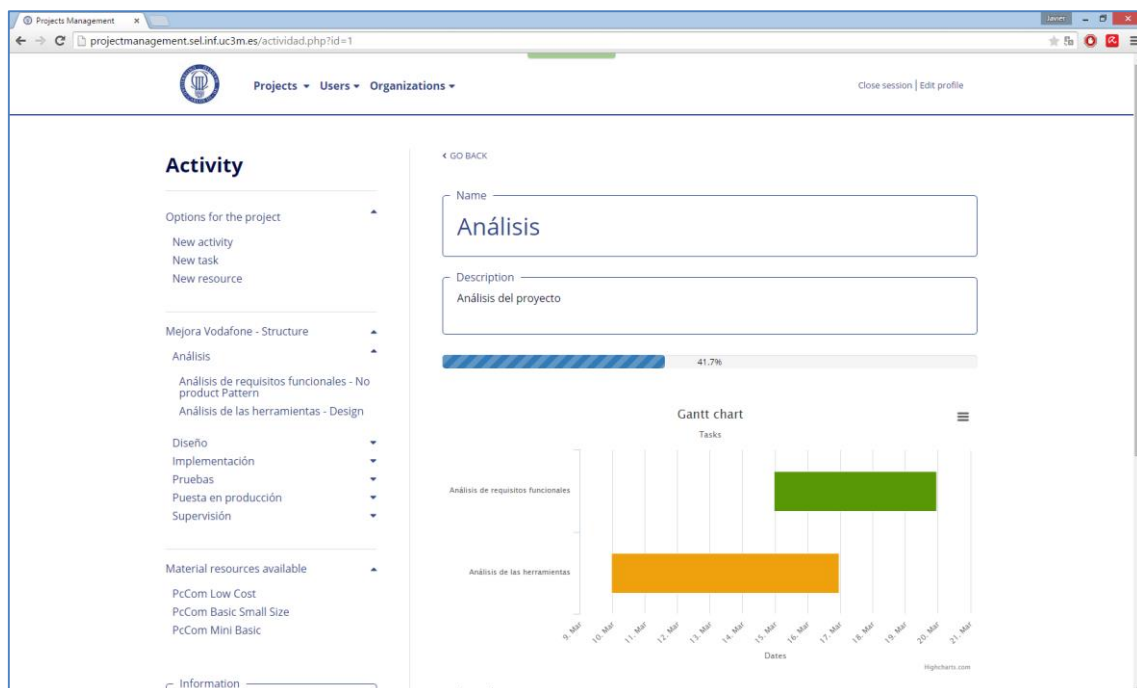 Projects Management
Javier
projectmanagement.sel.inf.uc3m.es/actividad.php?id=1
Projects Users Organizations
Close session | Edit profile
Activity
Options for the project
New activity
New task
New resource
Mejora Vodafone - Structure
Análisis
Análisis de requisitos funcionales - No
product Pattern
Análisis de las herramientas - Design
Diseño
Implementación
Pruebas
Puesta en producción
Supervisión
Material resources available
PcCom Low Cost
PcCom Basic Small Size
PcCom Mini Basic
Information
GO BACK
Name
Análisis
Description
Análisis del proyecto
41.7%
Gantt chart
Tasks
Análisis de requisitos funcionales
Análisis de las herramientas
9. Mar 10. Mar 11. Mar 12. Mar 13. Mar 14. Mar 15. Mar 16. Mar 17. Mar 18. Mar 19. Mar 20. Mar 21. Mar
Dates
Highcharts.com